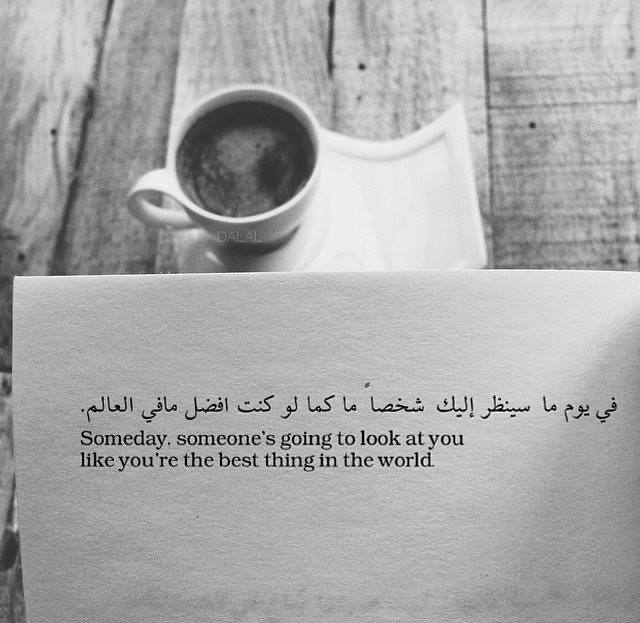 DALAL
في يوم ما سينظر إليك شخصاً ما كما لو كنت افضل مافي العالم.
Someday, someone's going to look at you
like you're the best thing in the world.